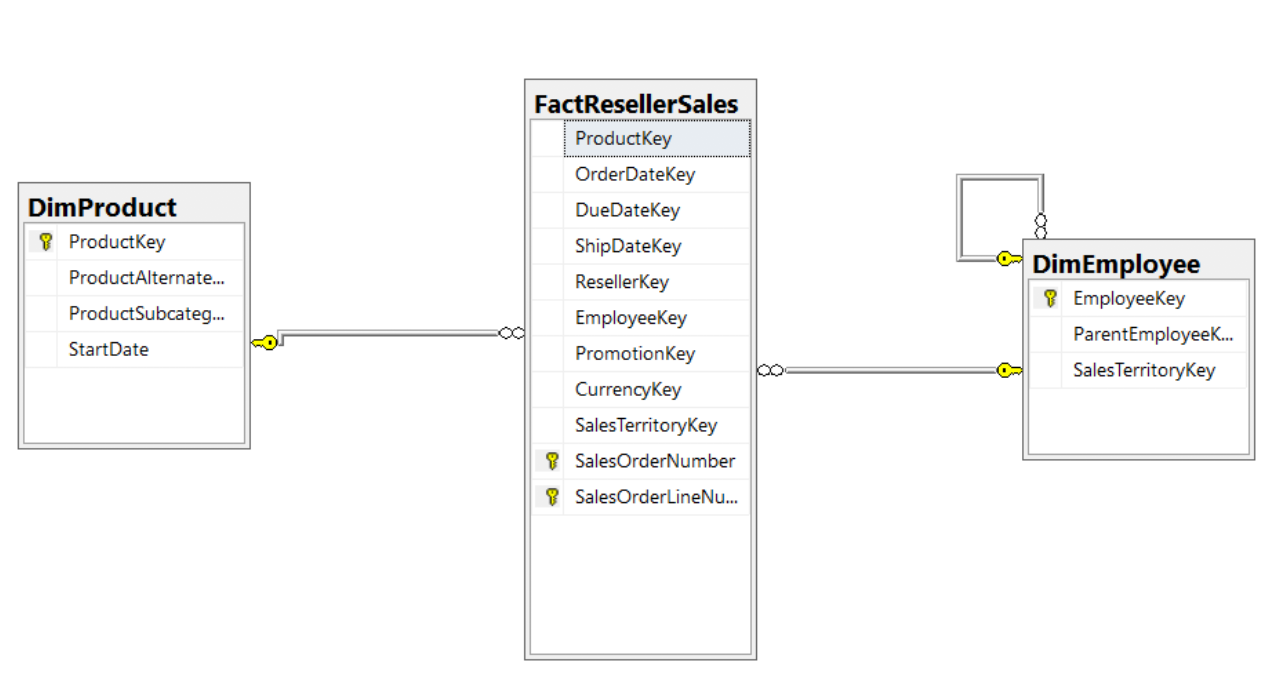 DimProduct
ProductKey
ProductAlternate...
ProductSubcateg...
StartDate
FactResellerSales
ProductKey
OrderDateKey
DueDateKey
ShipDateKey
ResellerKey
EmployeeKey
PromotionKey
CurrencyKey
SalesTerritoryKey
SalesOrderNumber
SalesOrderLineNu...
DimEmployee
EmployeeKey
ParentEmployeeK...
SalesTerritoryKey